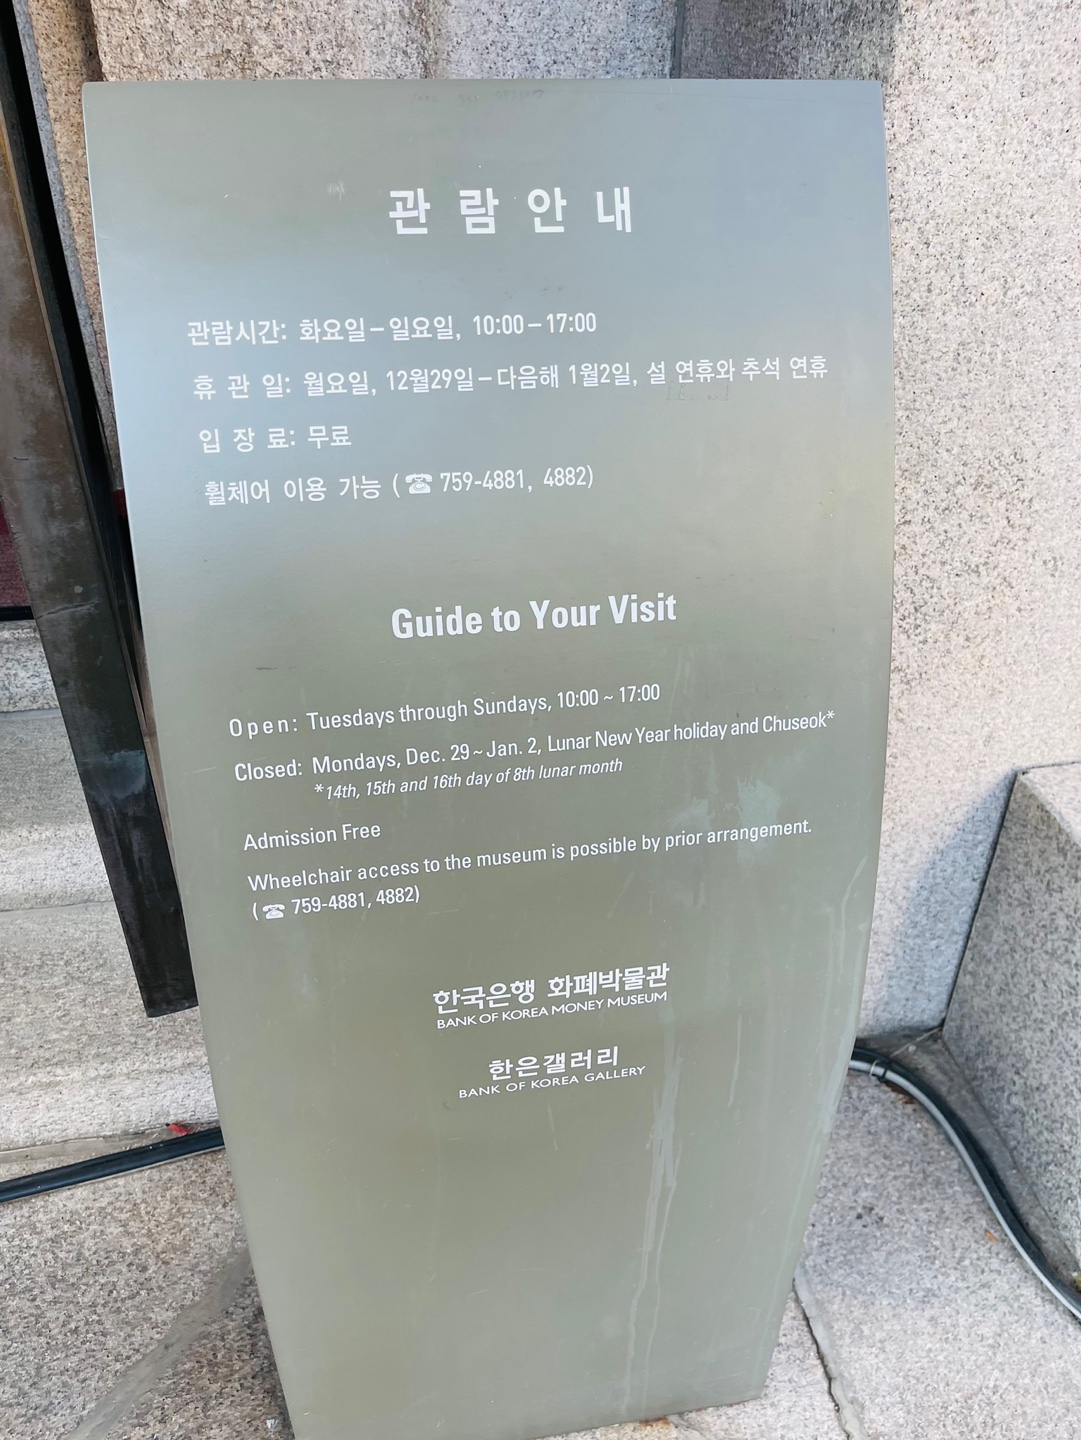 관 람 안 내
관람시간: 화요일 – 일요일, 10:00 – 17:00
휴 관 일: 월요일, 12월29일 – 다음해 1월2일, 설 연휴와 추석 연휴
입 장 료: 무료
휠체어 이용 가능 (☎ 759-4881, 4882)
Guide to Your Visit
Open: Tuesdays through Sundays, 10:00 ~ 17:00
Closed: Mondays, Dec. 29 ~ Jan. 2, Lunar New Year holiday and Chuseok*
*14th, 15th and 16th day of 8th lunar month
Admission Free
Wheelchair access to the museum is possible by prior arrangement.
(☎ 759-4881, 4882)
한국은행 화폐박물관
BANK OF KOREA MONEY MUSEUM
한은갤러리
BANK OF KOREA GALLERY